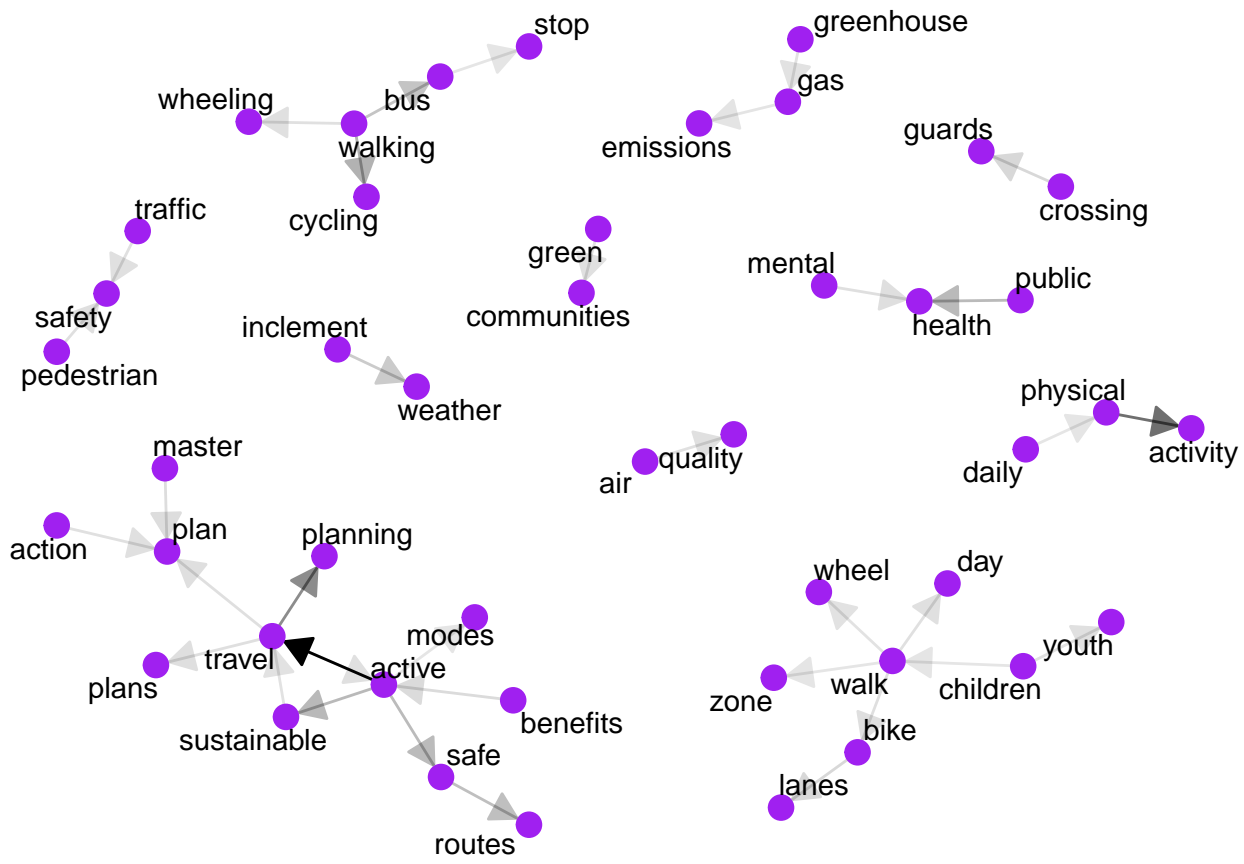 stop
greenhouse
wheeling
bus
gas
walking
emissions
guards
crossing
cycling
traffic
green
mental
public
safety
inclement
communities
health
pedestrian
weather
physical
master
quality
activity
air
daily
action
plan
planning
wheel
day
modes
youth
travel
active
plans
zone
walk
children
sustainable
benefits
bike
safe
lanes
routes